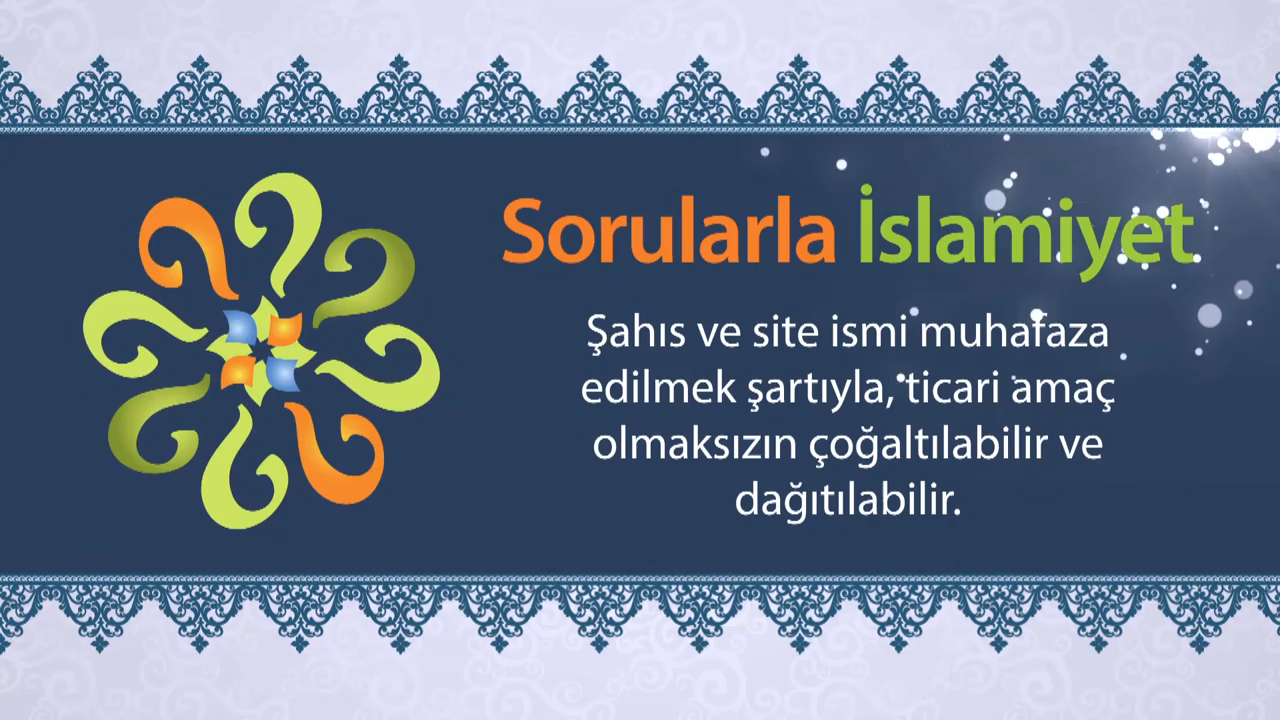 Sorularla İslamiyet
Şahıs ve site ismi muhafaza
edilmek şartıyla, ticari amaç
olmaksızın çoğaltılabilir ve
dağıtılabilir.